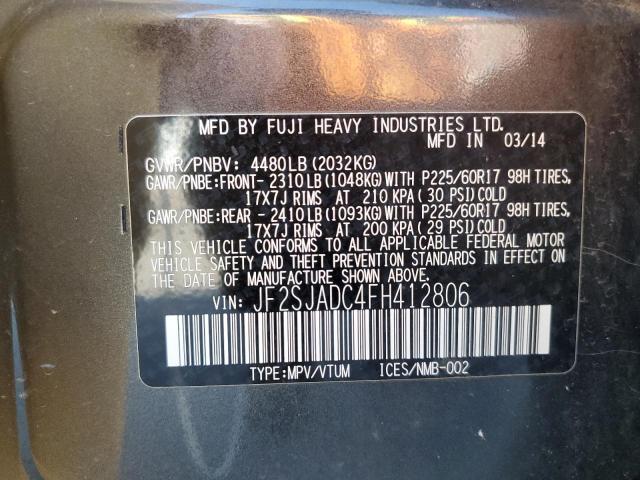 MFD BY FUJI HEAVY INDUSTRIES LTD.
MFD IN 03/14
GVWR/PNBV: 4480LB(2032KG)
GAWR/PNBE:FRONT-2310LB(1048KG)WITH P225/60R17 98H TIRES,
17X7J RIMS AT 210 KPA(30 PSI)COLD
GAWR/PNBE:REAR -2410LB(1093KG)WITH P225/60R17 98H TIRES,
17X7J RIMS AT 200 KPA(29 PSI)COLD
THIS VEHICLE CONFORMS TO ALL APPLICABLE FEDERAL MOTOR
VEHICLE SAFETY AND THEFT PREVENTION STANDARDS IN EFFECT ON
THE DATE OF MANUFACTURE SHOWN ABOVE.
VIN: JF2SJADC4FH412806
TYPE:MPV/VTUM ICES/NMB-002